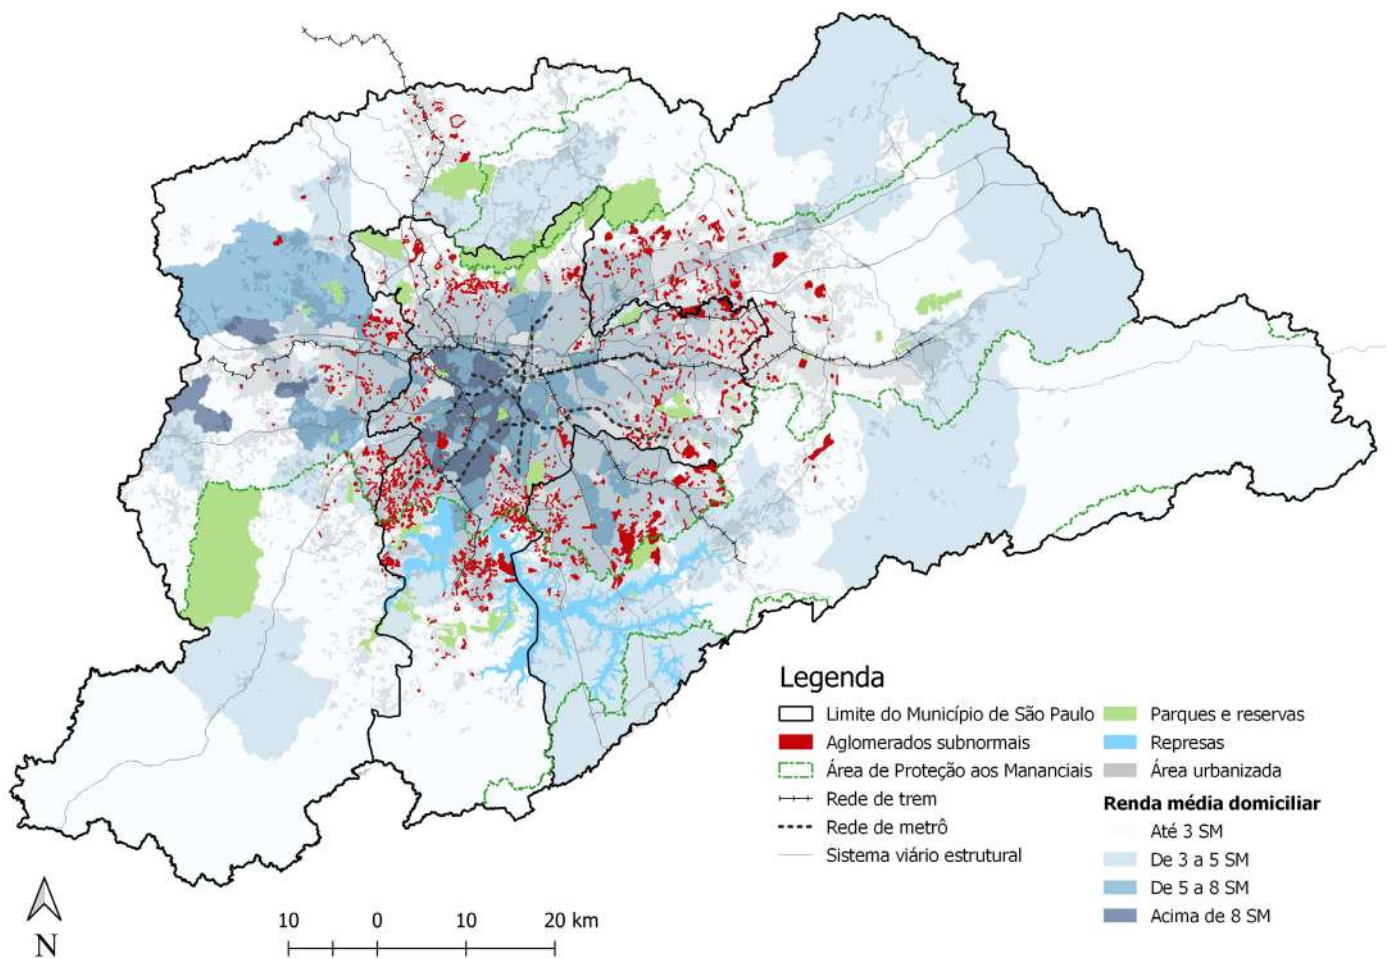 Legenda
Limite do Município de São Paulo
Aglomerados subnormais
Área de Proteção aos Mananciais
Rede de trem
Rede de metrô
Sistema viário estrutural
Parques e reservas
Represas
Área urbanizada
Renda média domiciliar
Até 3 SM
De 3 a 5 SM
De 5 a 8 SM
Acima de 8 SM
N
10 0 10 20 km